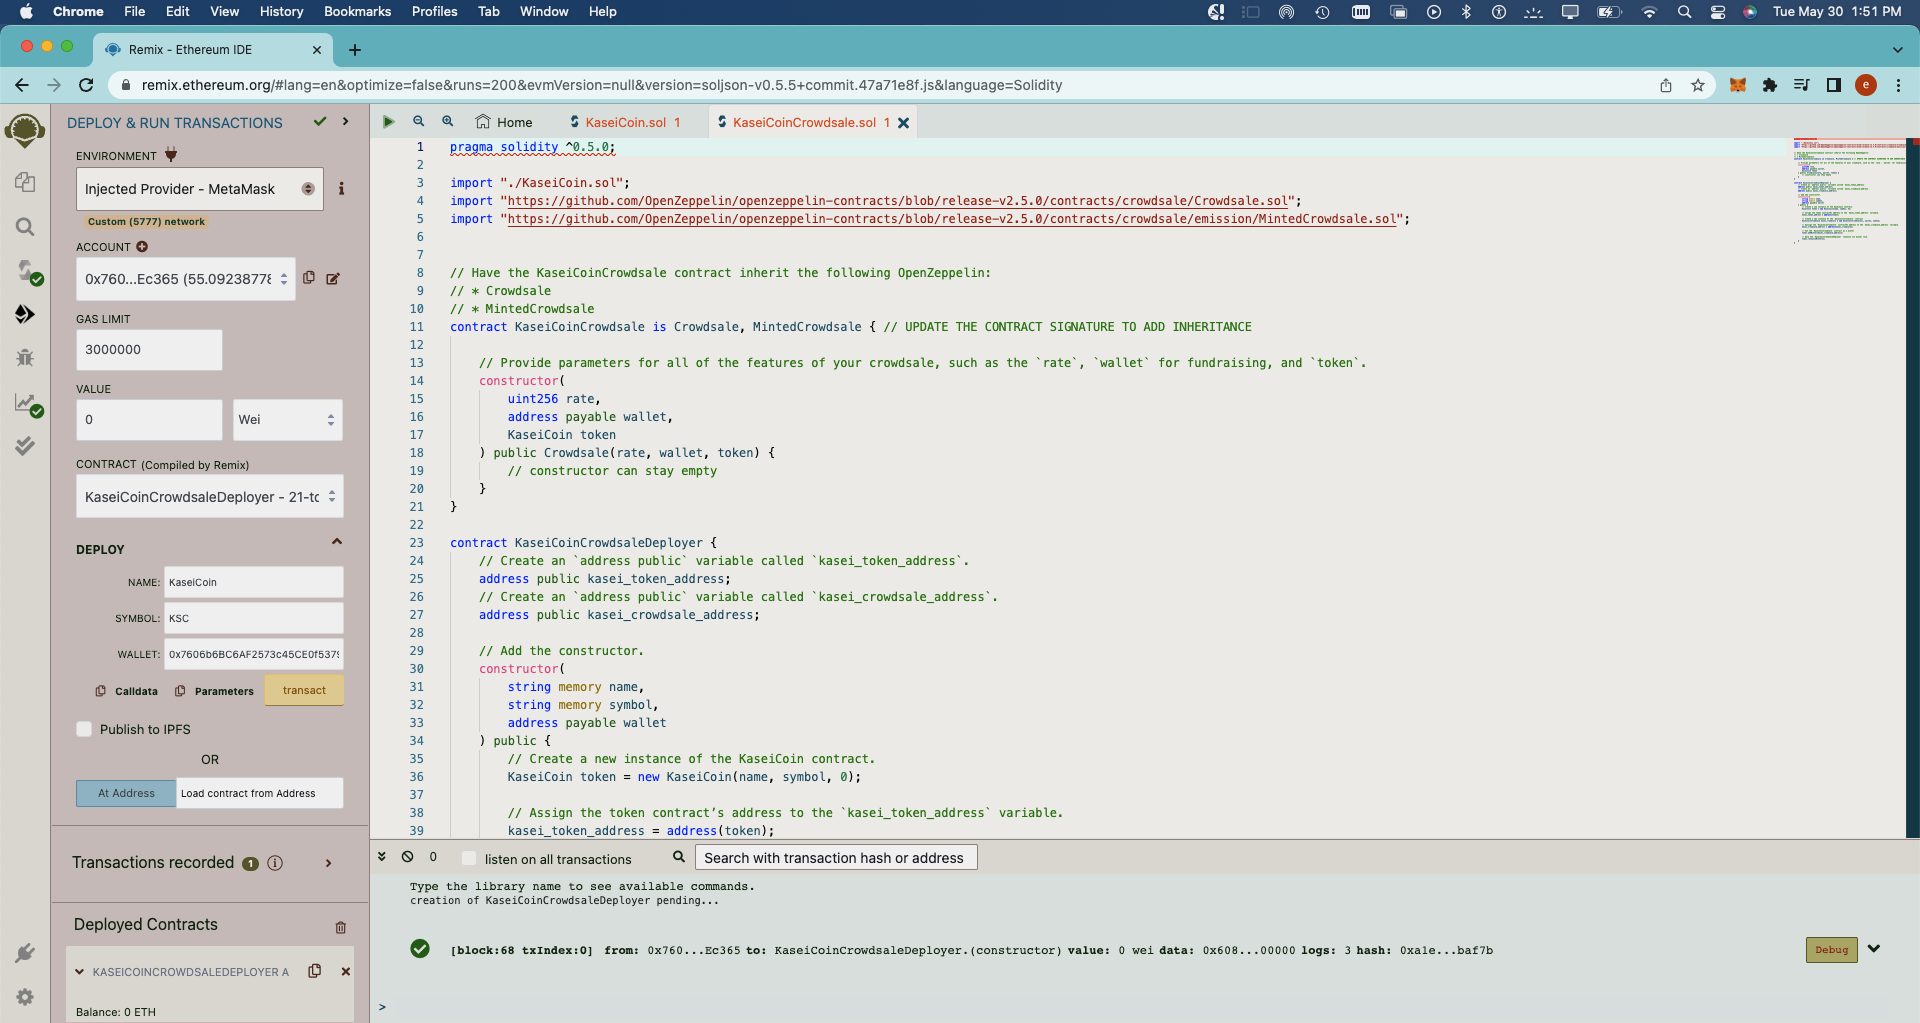 Chrome File Edit View History Bookmarks Profiles Tab Window Help
Tue May 30 1:51 PM
Remix - Ethereum IDE
remix.ethereum.org/#lang=en&optimize=false&runs=200&evmVersion=null&version=soljson-v0.5.5+commit.47a71e8f.js&language=Solidity
e
DEPLOY & RUN TRANSACTIONS
ENVIRONMENT
Injected Provider - MetaMask
Custom (5777) network
ACCOUNT
0x760...Ec365 (55.09238778
GAS LIMIT
3000000
VALUE
0
Wei
CONTRACT (Compiled by Remix)
KaseiCoinCrowdsaleDeployer - 21-tc
DEPLOY
NAME: KaseiCoin
SYMBOL: KSC
WALLET: 0x7606b6BC6AF2573c45CE0f5379
Calldata
Parameters
transact
Publish to IPFS
OR
At Address
Load contract from Address
Transactions recorded 1
Deployed Contracts
KASEICOINCROWDSALEDEPLOYER A
Balance: 0 ETH
Home
KaseiCoin.sol 1
KaseiCoinCrowdsale.sol 1
1 pragma solidity ^0.5.0;
2
3 import "./KaseiCoin.sol";
4 import "https://github.com/OpenZeppelin/openzeppelin-contracts/blob/release-v2.5.0/contracts/crowdsale/Crowdsale.sol";
5 import "https://github.com/OpenZeppelin/openzeppelin-contracts/blob/release-v2.5.0/contracts/crowdsale/emission/MintedCrowdsale.sol";
6
7
8 // Have the KaseiCoinCrowdsale contract inherit the following OpenZeppelin:
9 // * Crowdsale
10 // * MintedCrowdsale
11 contract KaseiCoinCrowdsale is Crowdsale, MintedCrowdsale { // UPDATE THE CONTRACT SIGNATURE TO ADD INHERITANCE
12
13 // Provide parameters for all of the features of your crowdsale, such as the `rate`, `wallet` for fundraising, and `token`.
14 constructor(
15 uint256 rate,
16 address payable wallet,
17 KaseiCoin token
18 ) public Crowdsale(rate, wallet, token) {
19 // constructor can stay empty
20 }
21 }
22
23 contract KaseiCoinCrowdsaleDeployer {
24 // Create an `address public` variable called `kasei_token_address`.
25 address public kasei_token_address;
26 // Create an `address public` variable called `kasei_crowdsale_address`.
27 address public kasei_crowdsale_address;
28
29 // Add the constructor.
30 constructor(
31 string memory name,
32 string memory symbol,
33 address payable wallet
34 ) public {
35 // Create a new instance of the KaseiCoin contract.
36 KaseiCoin token = new KaseiCoin(name, symbol, 0);
37
38 // Assign the token contract’s address to the `kasei_token_address` variable.
39 kasei_token_address = address(token);
0
listen on all transactions
Search with transaction hash or address
Type the library name to see available commands.
creation of KaseiCoinCrowdsaleDeployer pending...
[block:68 txIndex:0] from: 0x760...Ec365 to: KaseiCoinCrowdsaleDeployer.(constructor) value: 0 wei data: 0x608...00000 logs: 3 hash: 0xa1e...baf7b
Debug
>